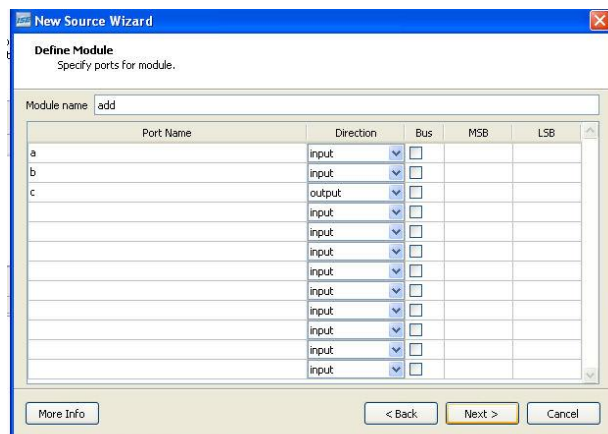 ISE New Source Wizard
Define Module
Specify ports for module.
Module name add
Port Name Direction Bus MSB LSB
a input
b input
c output
input
input
input
input
input
input
input
input
input
More Info < Back Next > Cancel